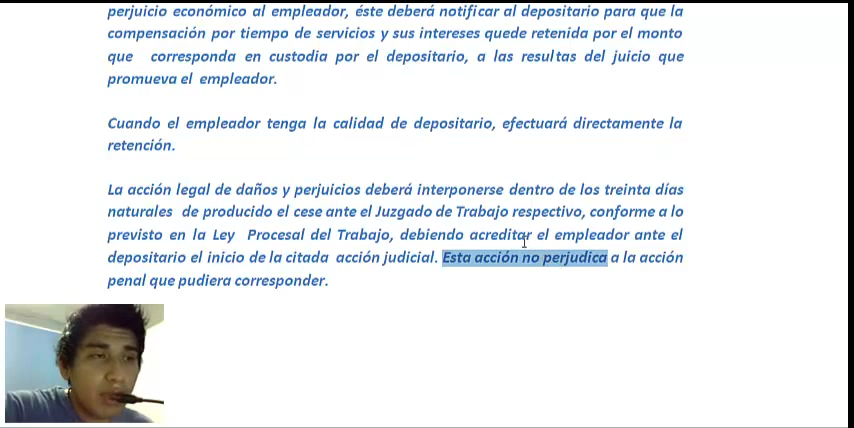 perjuicio económico al empleador, éste deberá notificar al depositario para que la
compensación por tiempo de servicios y sus intereses quede retenida por el monto
que corresponda en custodia por el depositario, a las resultas del juicio que
promueva el empleador.
Cuando el empleador tenga la calidad de depositario, efectuará directamente la
retención.
La acción legal de daños y perjuicios deberá interponerse dentro de los treinta días
naturales de producido el cese ante el Juzgado de Trabajo respectivo, conforme a lo
previsto en la Ley Procesal del Trabajo, debiendo acreditar el empleador ante el
depositario el inicio de la citada acción judicial. Esta acción no perjudica a la acción
penal que pudiera corresponder.